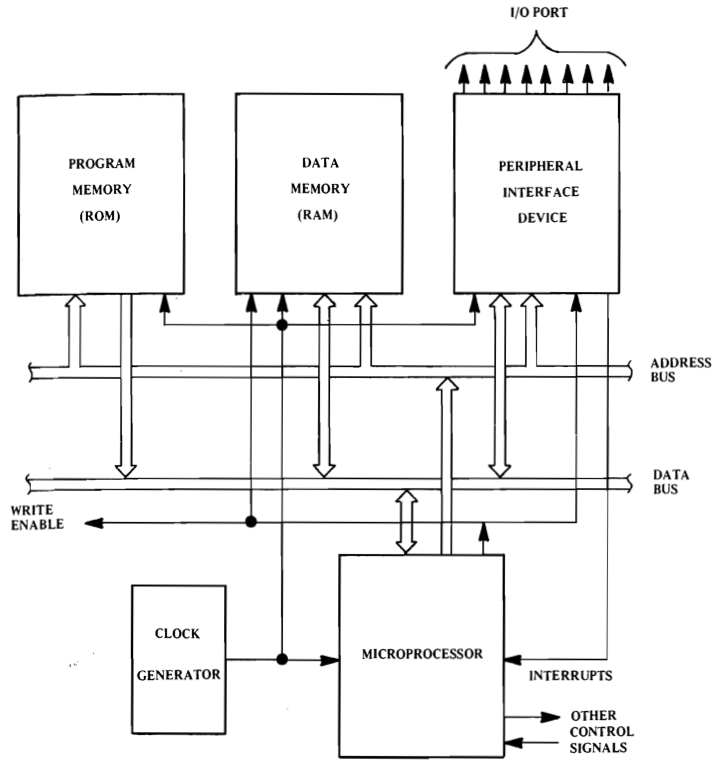 I/O PORT
PROGRAM
MEMORY
(ROM)
DATA
MEMORY
(RAM)
PERIPHERAL
INTERFACE
DEVICE
ADDRESS
BUS
DATA
BUS
WRITE
ENABLE
CLOCK
GENERATOR
MICROPROCESSOR
INTERRUPTS
OTHER
CONTROL
SIGNALS